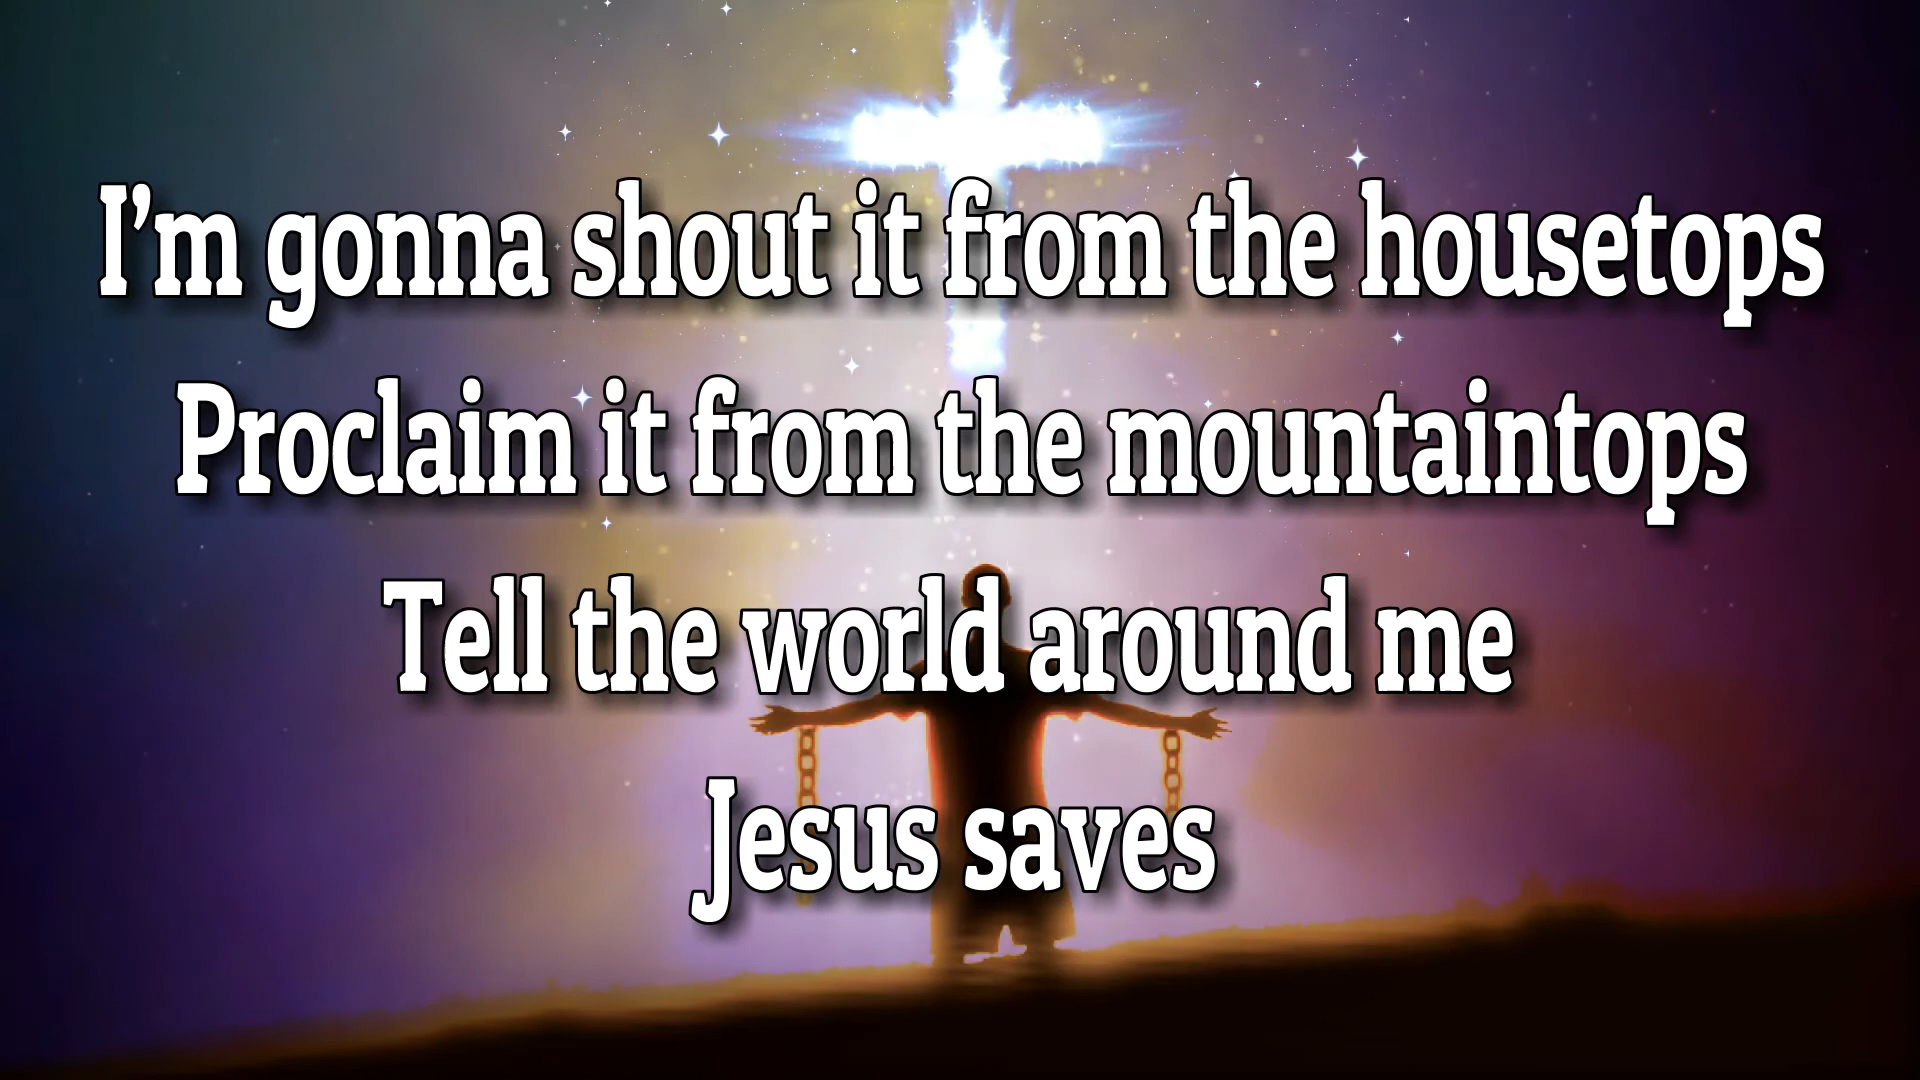 I’m gonna shout it from the housetops
Proclaim it from the mountaintops
Tell the world around me
Jesus saves